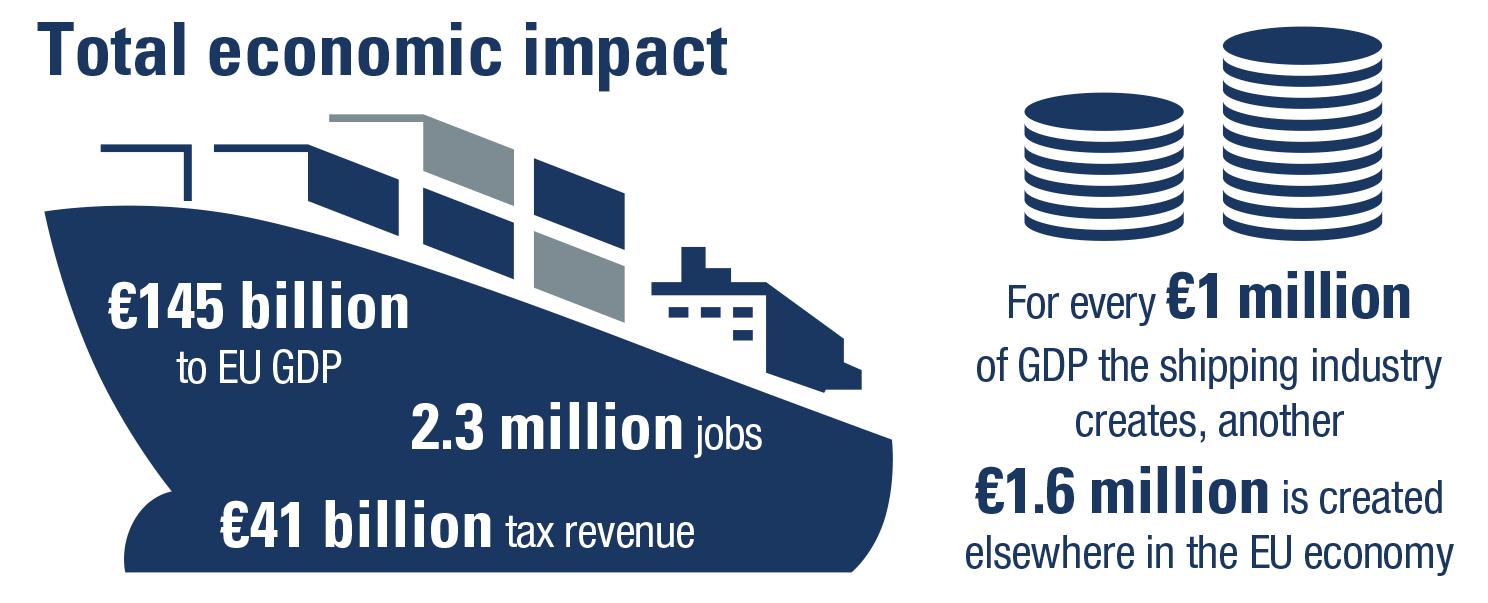 Total economic impact
€145 billion
to EU GDP
2.3 million jobs
€41 billion tax revenue
For every €1 million
of GDP the shipping industry
creates, another
€1.6 million is created
elsewhere in the EU economy